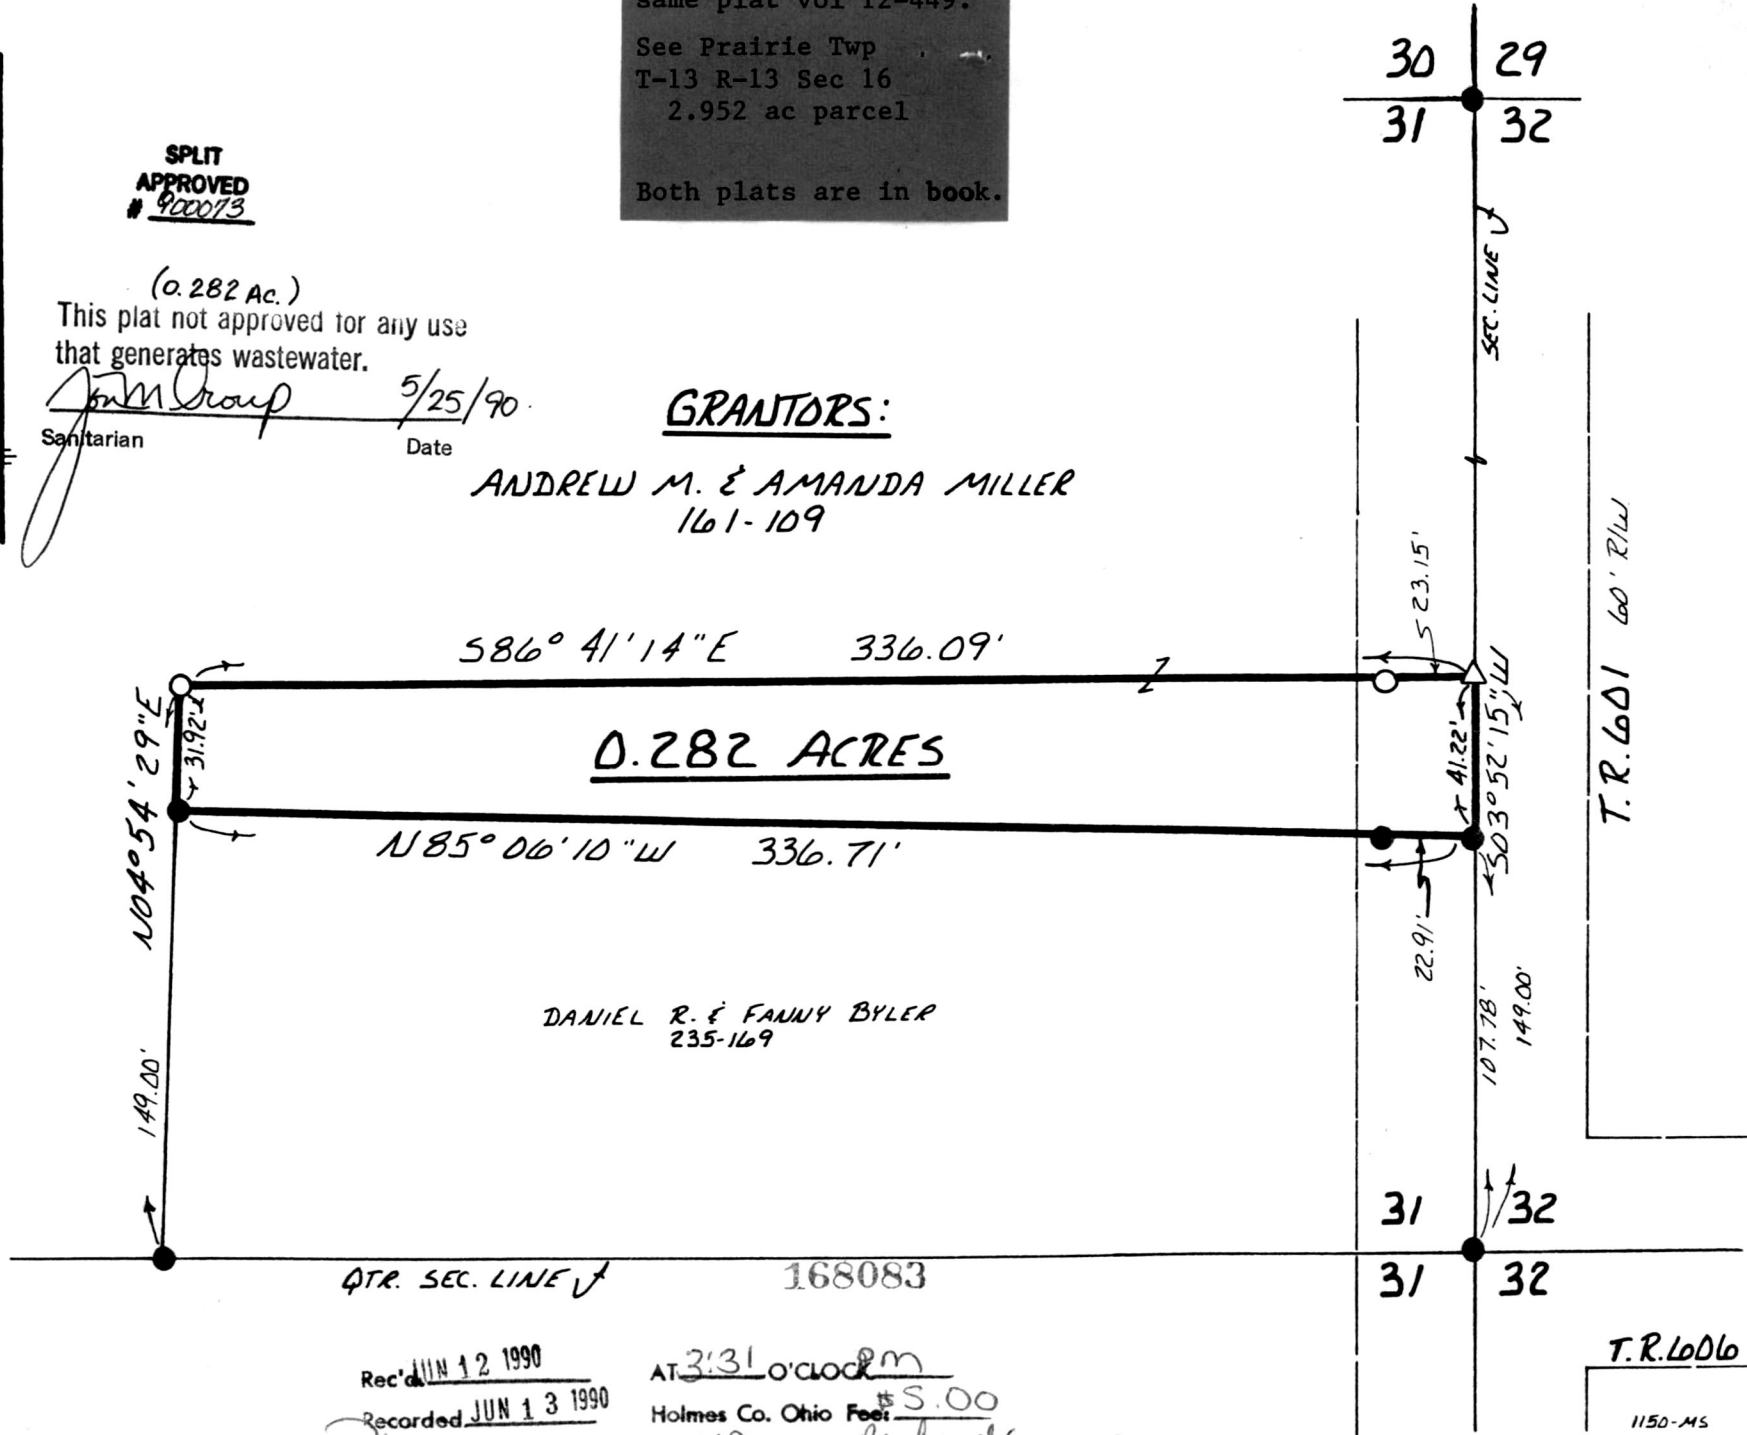 same plat vol 12-449.
See Prairie Twp
T-13 R-13 Sec 16
2.952 ac parcel
Both plats are in book.
30 29
31 32
SPLIT
APPROVED
# 900073
(0.282 AC.)
This plat not approved for any use
that generates wastewater.
5/25/90
Sanitarian
Date
SEC. LINE
GRANTORS:
ANDREW M. & AMANDA MILLER
161-109
T.R.601 60' R/W
23.15'
S86° 41' 14" E 336.09'
N04° 54' 29" E
31.92'
0.282 ACRES
41.22'
S03° 52' 15" W
N85° 06' 10" W 336.71'
22.91'
DANIEL R. & FANNY BYLER
235-169
149.00'
107.78'
149.00'
31 32
QTR. SEC. LINE
168083
31 32
T.R.606
Rec'd JUN 12 1990 AT 3:31 O'CLOCK PM
Recorded JUN 13 1990 Holmes Co. Ohio Fee: $5.00
1150-MS